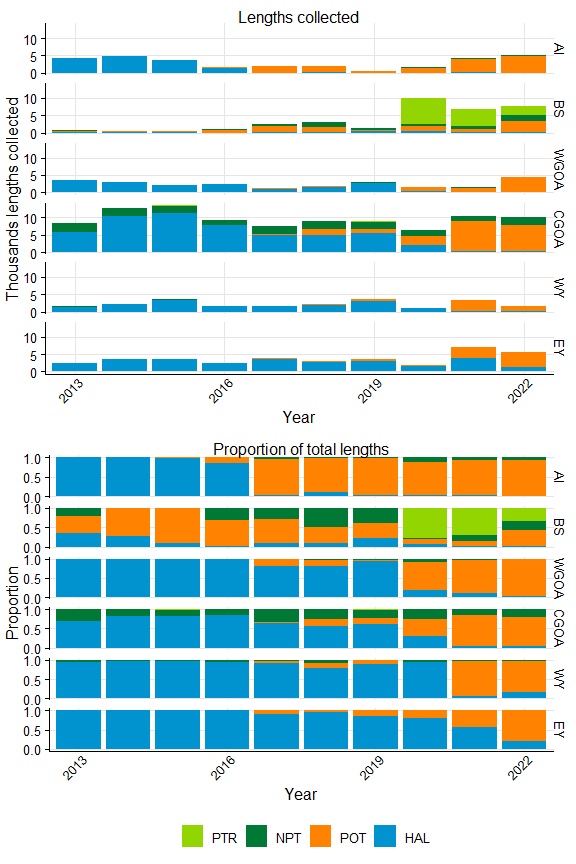 Lengths collected
Thousands lengths collected
10
5
0
AI
10
5
0
BS
10
5
0
WGOA
10
5
0
CGOA
10
5
0
WY
10
5
0
EY
2013
2016
2019
2022
Year
Proportion of total lengths
Proportion
1.0
0.5
0.0
AI
1.0
0.5
0.0
BS
1.0
0.5
0.0
WGOA
1.0
0.5
0.0
CGOA
1.0
0.5
0.0
WY
1.0
0.5
0.0
EY
2013
2016
2019
2022
Year
PTR NPT POT HAL